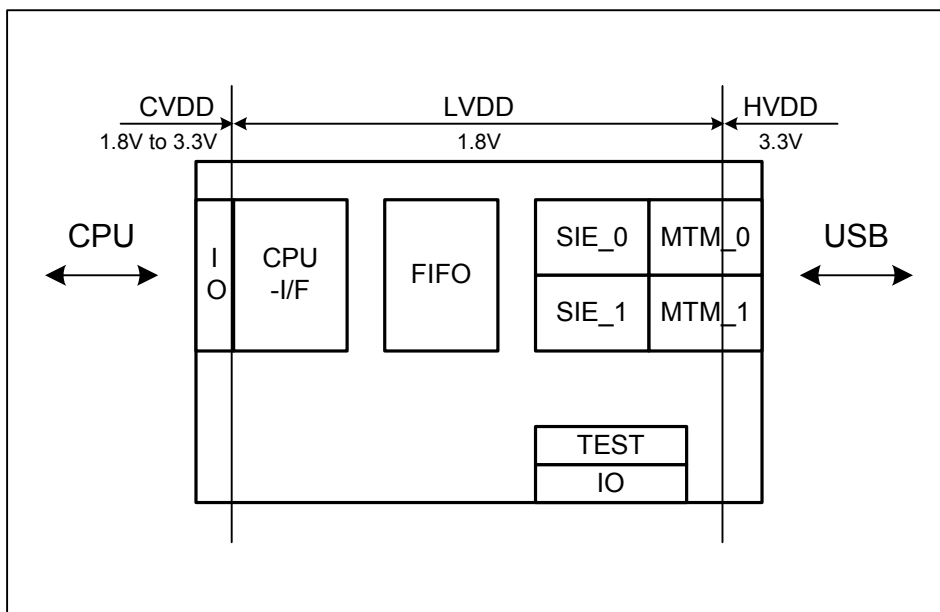 CVDD
LVDD
HVDD
1.8V to 3.3V
1.8V
3.3V
CPU
I
O
CPU
-I/F
FIFO
SIE_0
MTM_0
SIE_1
MTM_1
USB
TEST
IO